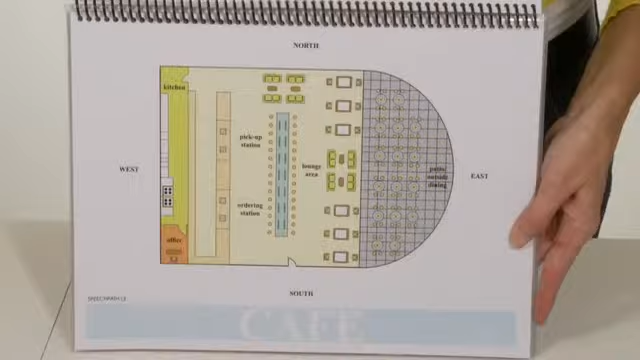 NORTH
kitchen
pick-up
station
WEST
lounge
area
patio
outside
dining
EAST
ordering
station
office
SOUTH
CAFE